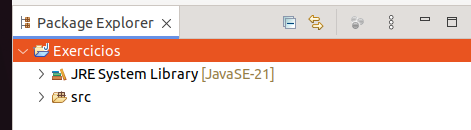 Package Explorer
Exercicios
JRE System Library [JavaSE-21]
src